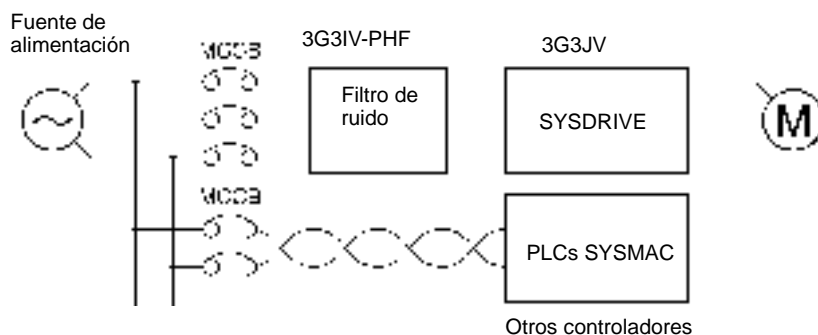 Fuente de
alimentación
MCCB
3G3IV-PHF
3G3JV
Filtro de
ruido
SYSDRIVE
M
MCCB
PLCs SYSMAC
Otros controladores